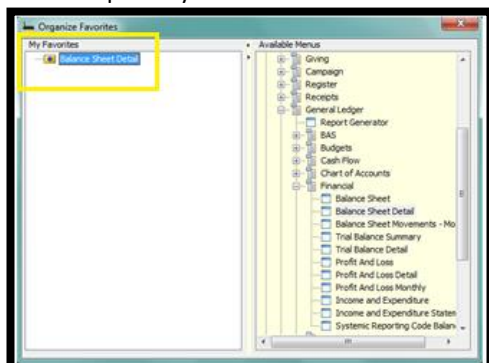 Organize Favorites
My Favorites
Balance Sheet Detail
Available Menus
Giving
Campaign
Register
Receipts
General Ledger
Report Generator
BAS
Budgets
Cash Flow
Chart of Accounts
Financial
Balance Sheet
Balance Sheet Detail
Balance Sheet Movements - Mo
Trial Balance Summary
Trial Balance Detail
Profit And Loss
Profit And Loss Detail
Profit And Loss Monthly
Income and Expenditure
Income and Expenditure Staten
Systemic Reporting Code Balan